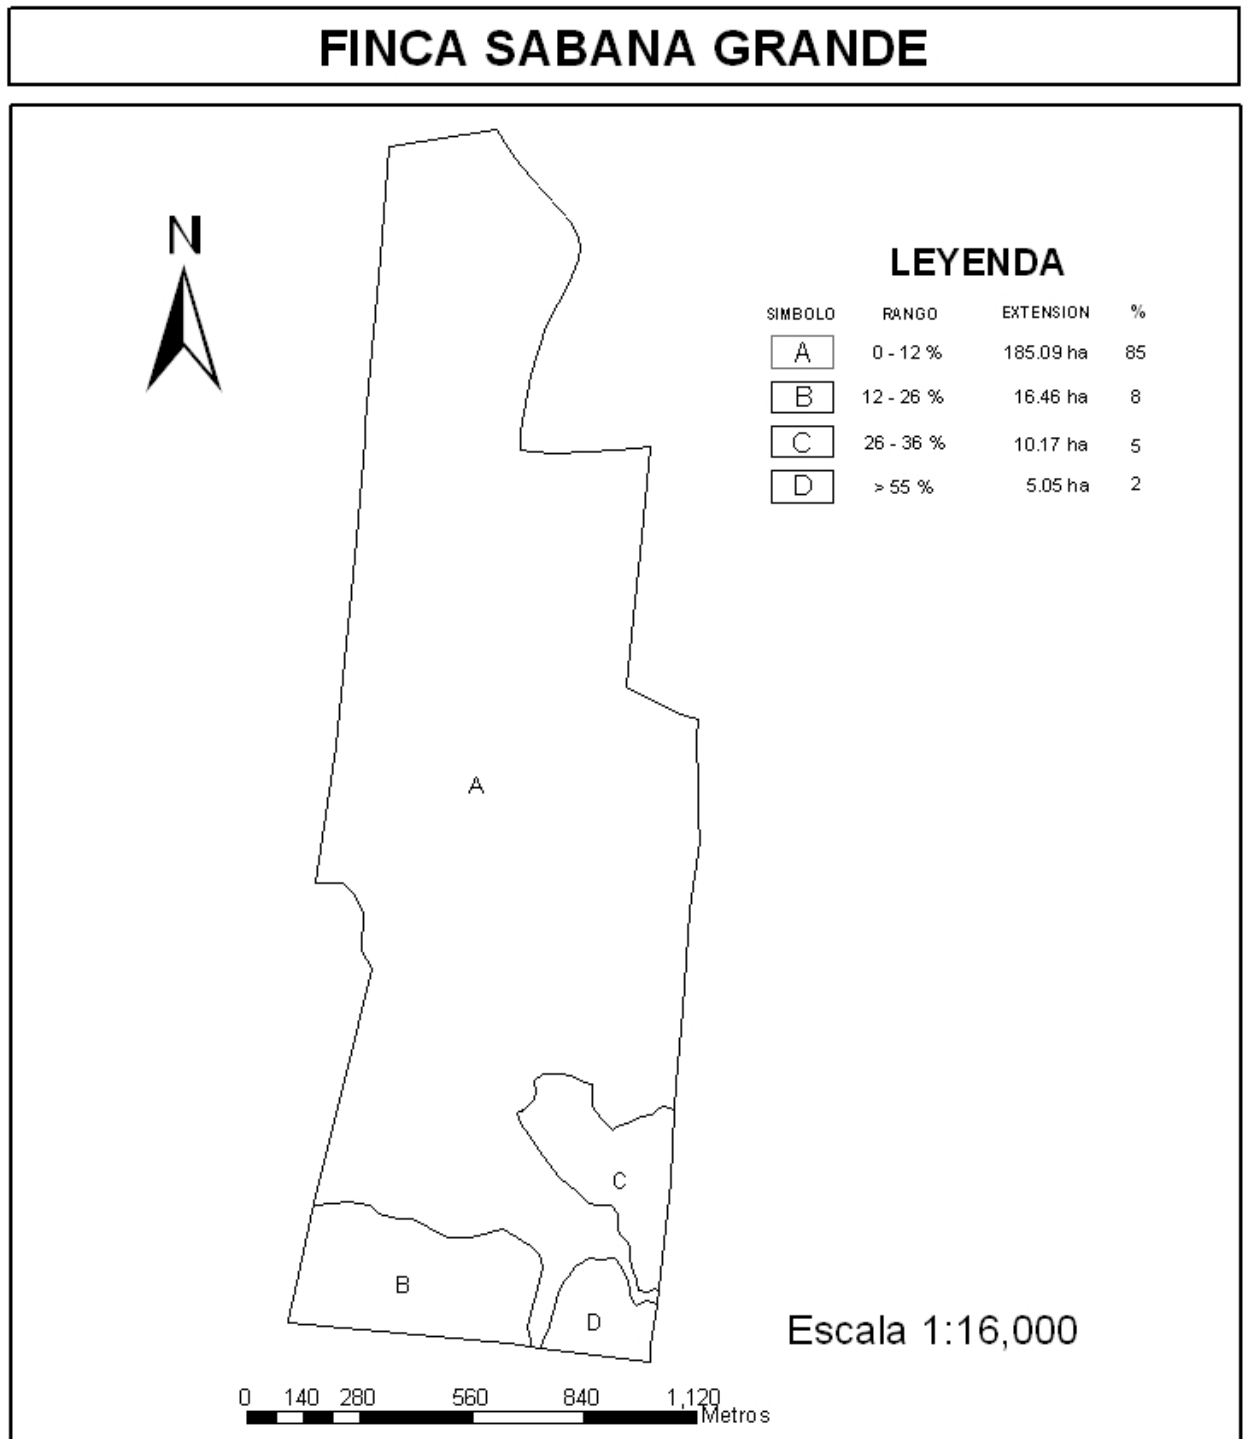 FINCA SABANA GRANDE
N
LEYENDA
SIMBOLO RANGO EXTENSION %
A 0 - 12 % 185.09 ha 85
B 12 - 26 % 16.46 ha 8
C 26 - 36 % 10.17 ha 5
D > 55 % 5.05 ha 2
A
C
B
D
Escala 1:16,000
0 140 280 560 840 1,120
Metros